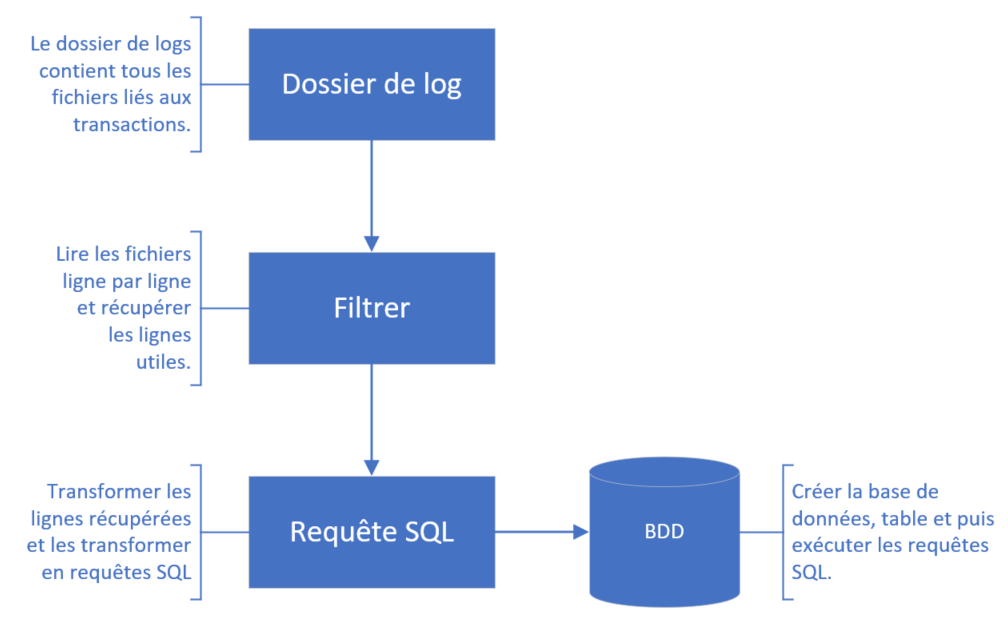 Le dossier de logs
contient tous les
fichiers liés aux
transactions.
Dossier de log
Lire les fichiers
ligne par ligne
et récupérer
les lignes
utiles.
Filtrer
Transformer les
lignes récupérées
et les transformer
en requêtes SQL
Requête SQL
BDD
Créer la base de
données, table et puis
exécuter les requêtes
SQL.